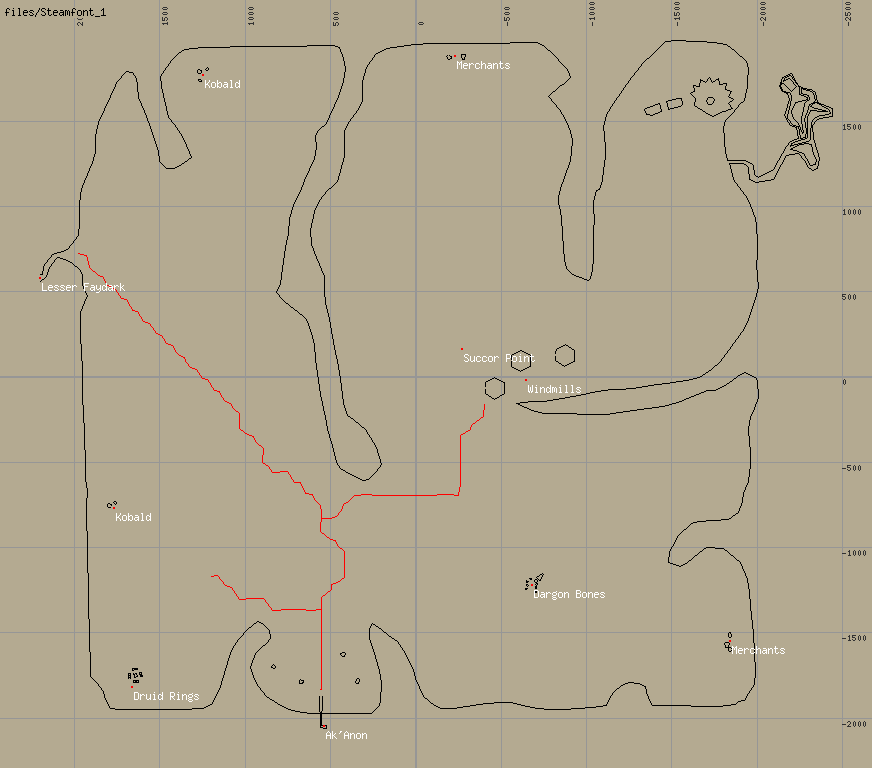 files/Steamfont_1
2000
1500
1000
500
0
-500
-1000
-1500
-2000
-2500
Merchants
Kobald
1500
1000
Lesser Faydark
500
Succor Point
0
Windmills
-500
Kobald
-1000
Dargon Bones
-1500
Merchants
Druid Rings
-2000
Ak'Anon